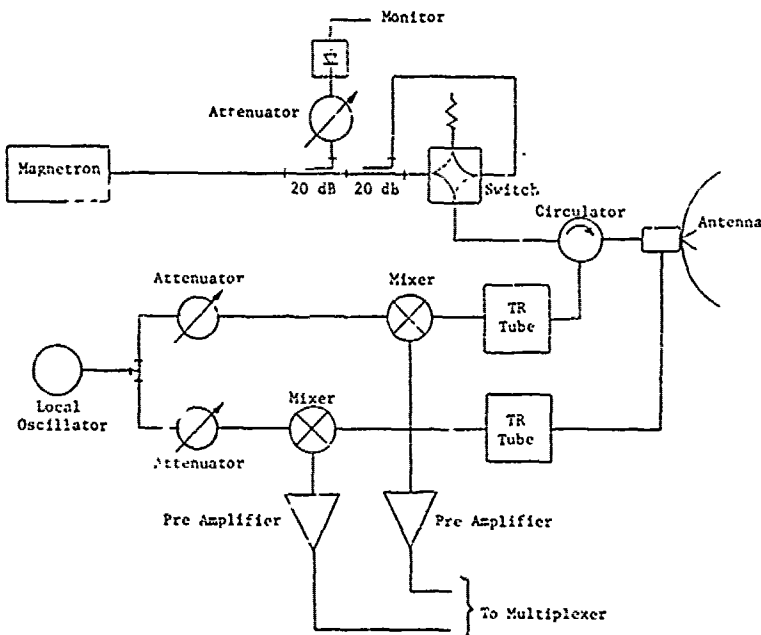 Monitor
Attenuator
Magnetron
20 dB
20 db
Switch
Circulator
Antenna
Attenuator
Mixer
TR
Tube
Local
Oscillator
Mixer
TR
Tube
Attenuator
Pre Amplifier
Pre Amplifier
To Multiplexer